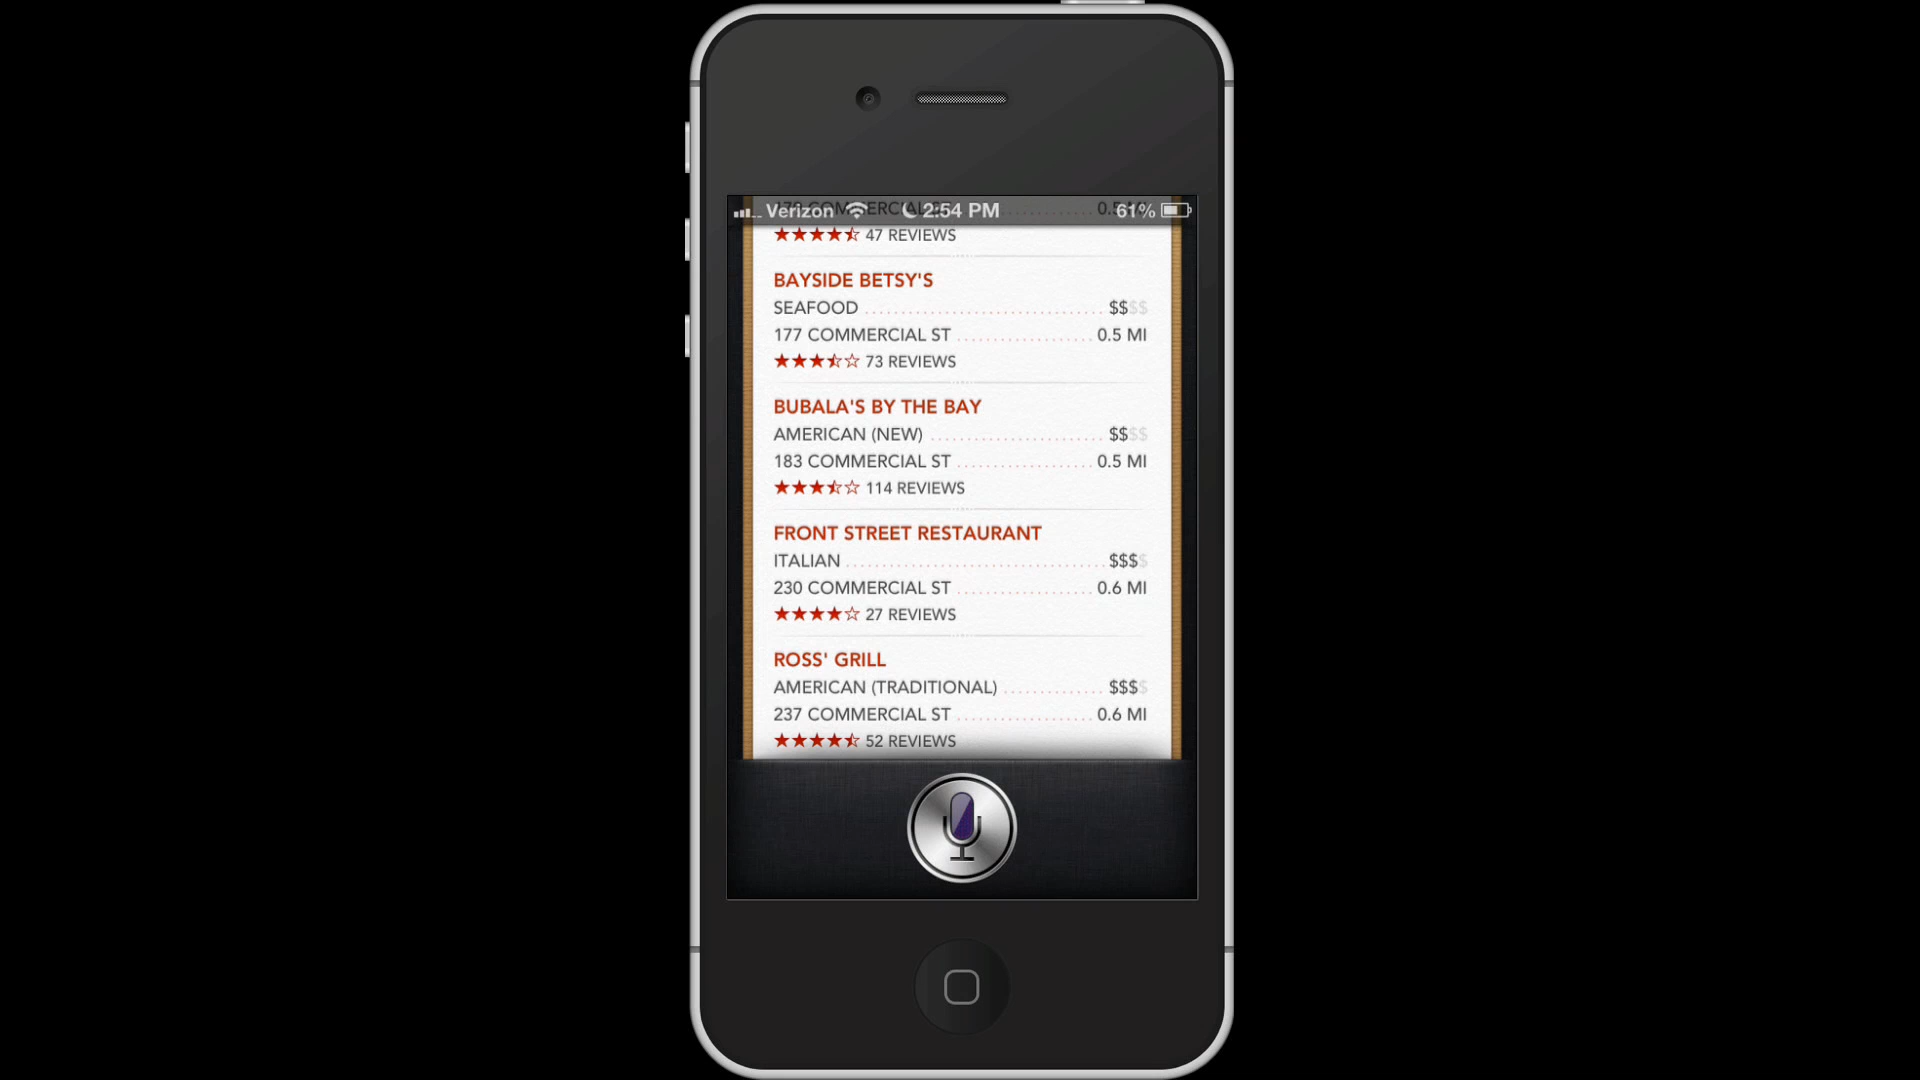 Verizon 2:54 PM 61%
47 REVIEWS
BAYSIDE BETSY'S
SEAFOOD $$$$
177 COMMERCIAL ST 0.5 MI
73 REVIEWS
BUBALA'S BY THE BAY
AMERICAN (NEW) $$$$
183 COMMERCIAL ST 0.5 MI
114 REVIEWS
FRONT STREET RESTAURANT
ITALIAN $$$$
230 COMMERCIAL ST 0.6 MI
27 REVIEWS
ROSS' GRILL
AMERICAN (TRADITIONAL) $$$$
237 COMMERCIAL ST 0.6 MI
52 REVIEWS